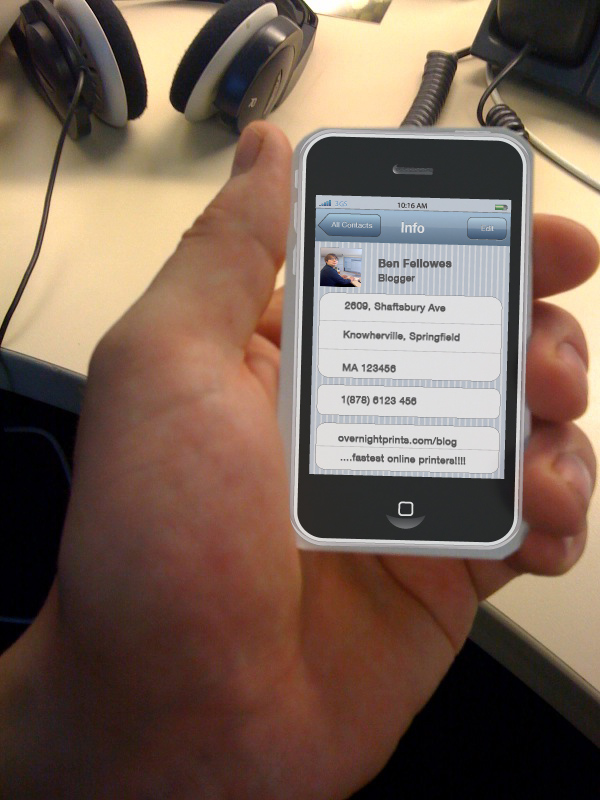 3GS 10:16 AM
All Contacts Info Edit
Ben Fellowes
Blogger
2609, Shaftsbury Ave
Knowherville, Springfield
MA 123456
1(878) 6123 456
overnightprints.com/blog
....fastest online printers!!!!